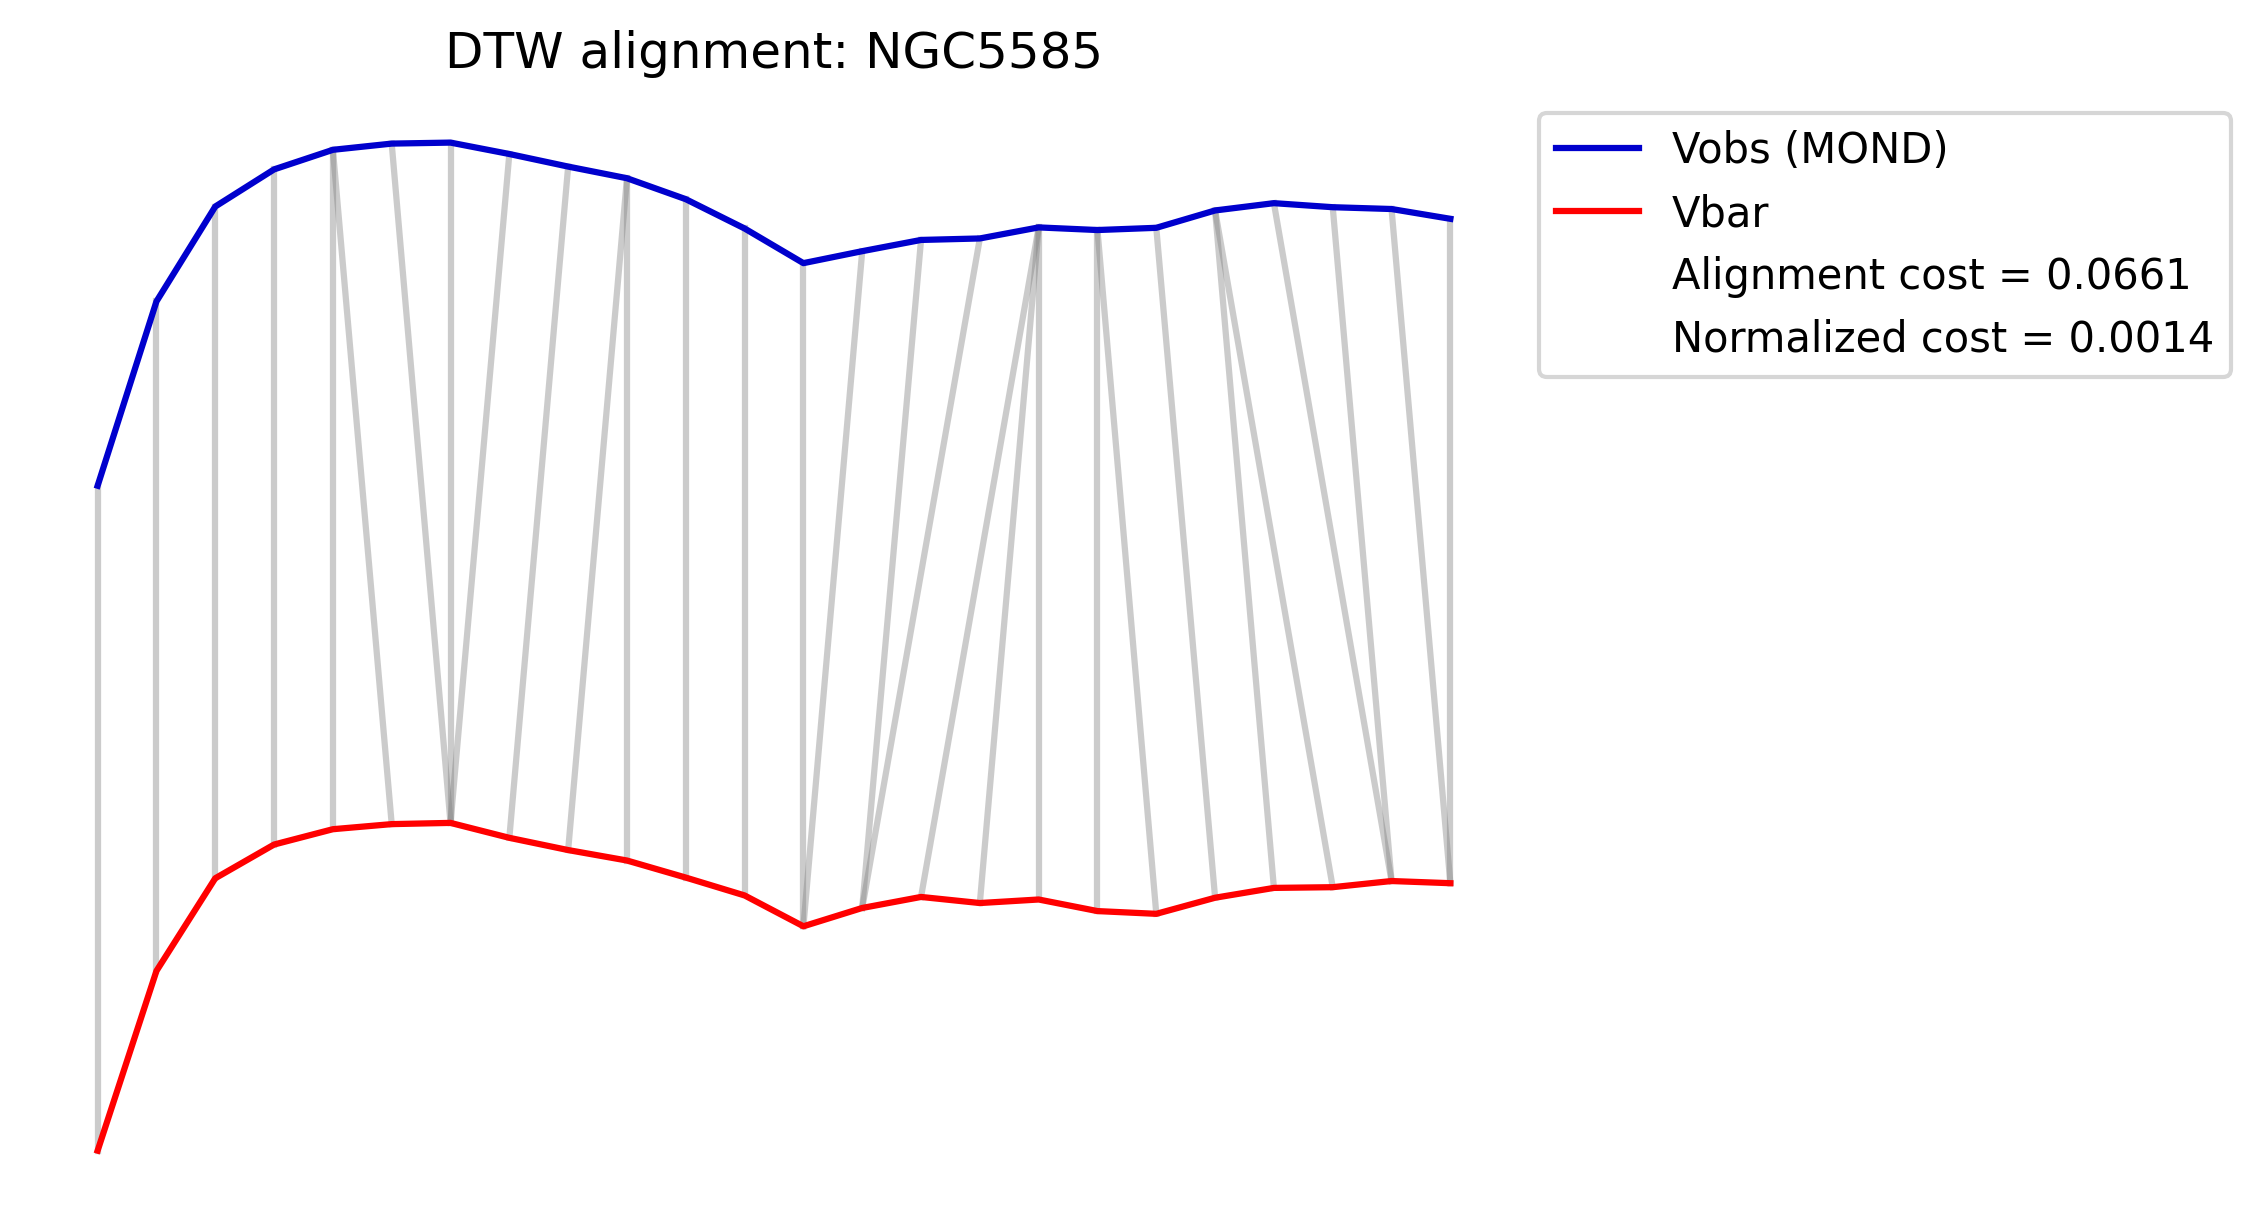 DTW alignment: NGC5585
Vobs (MOND)
Vbar
Alignment cost = 0.0661
Normalized cost = 0.0014